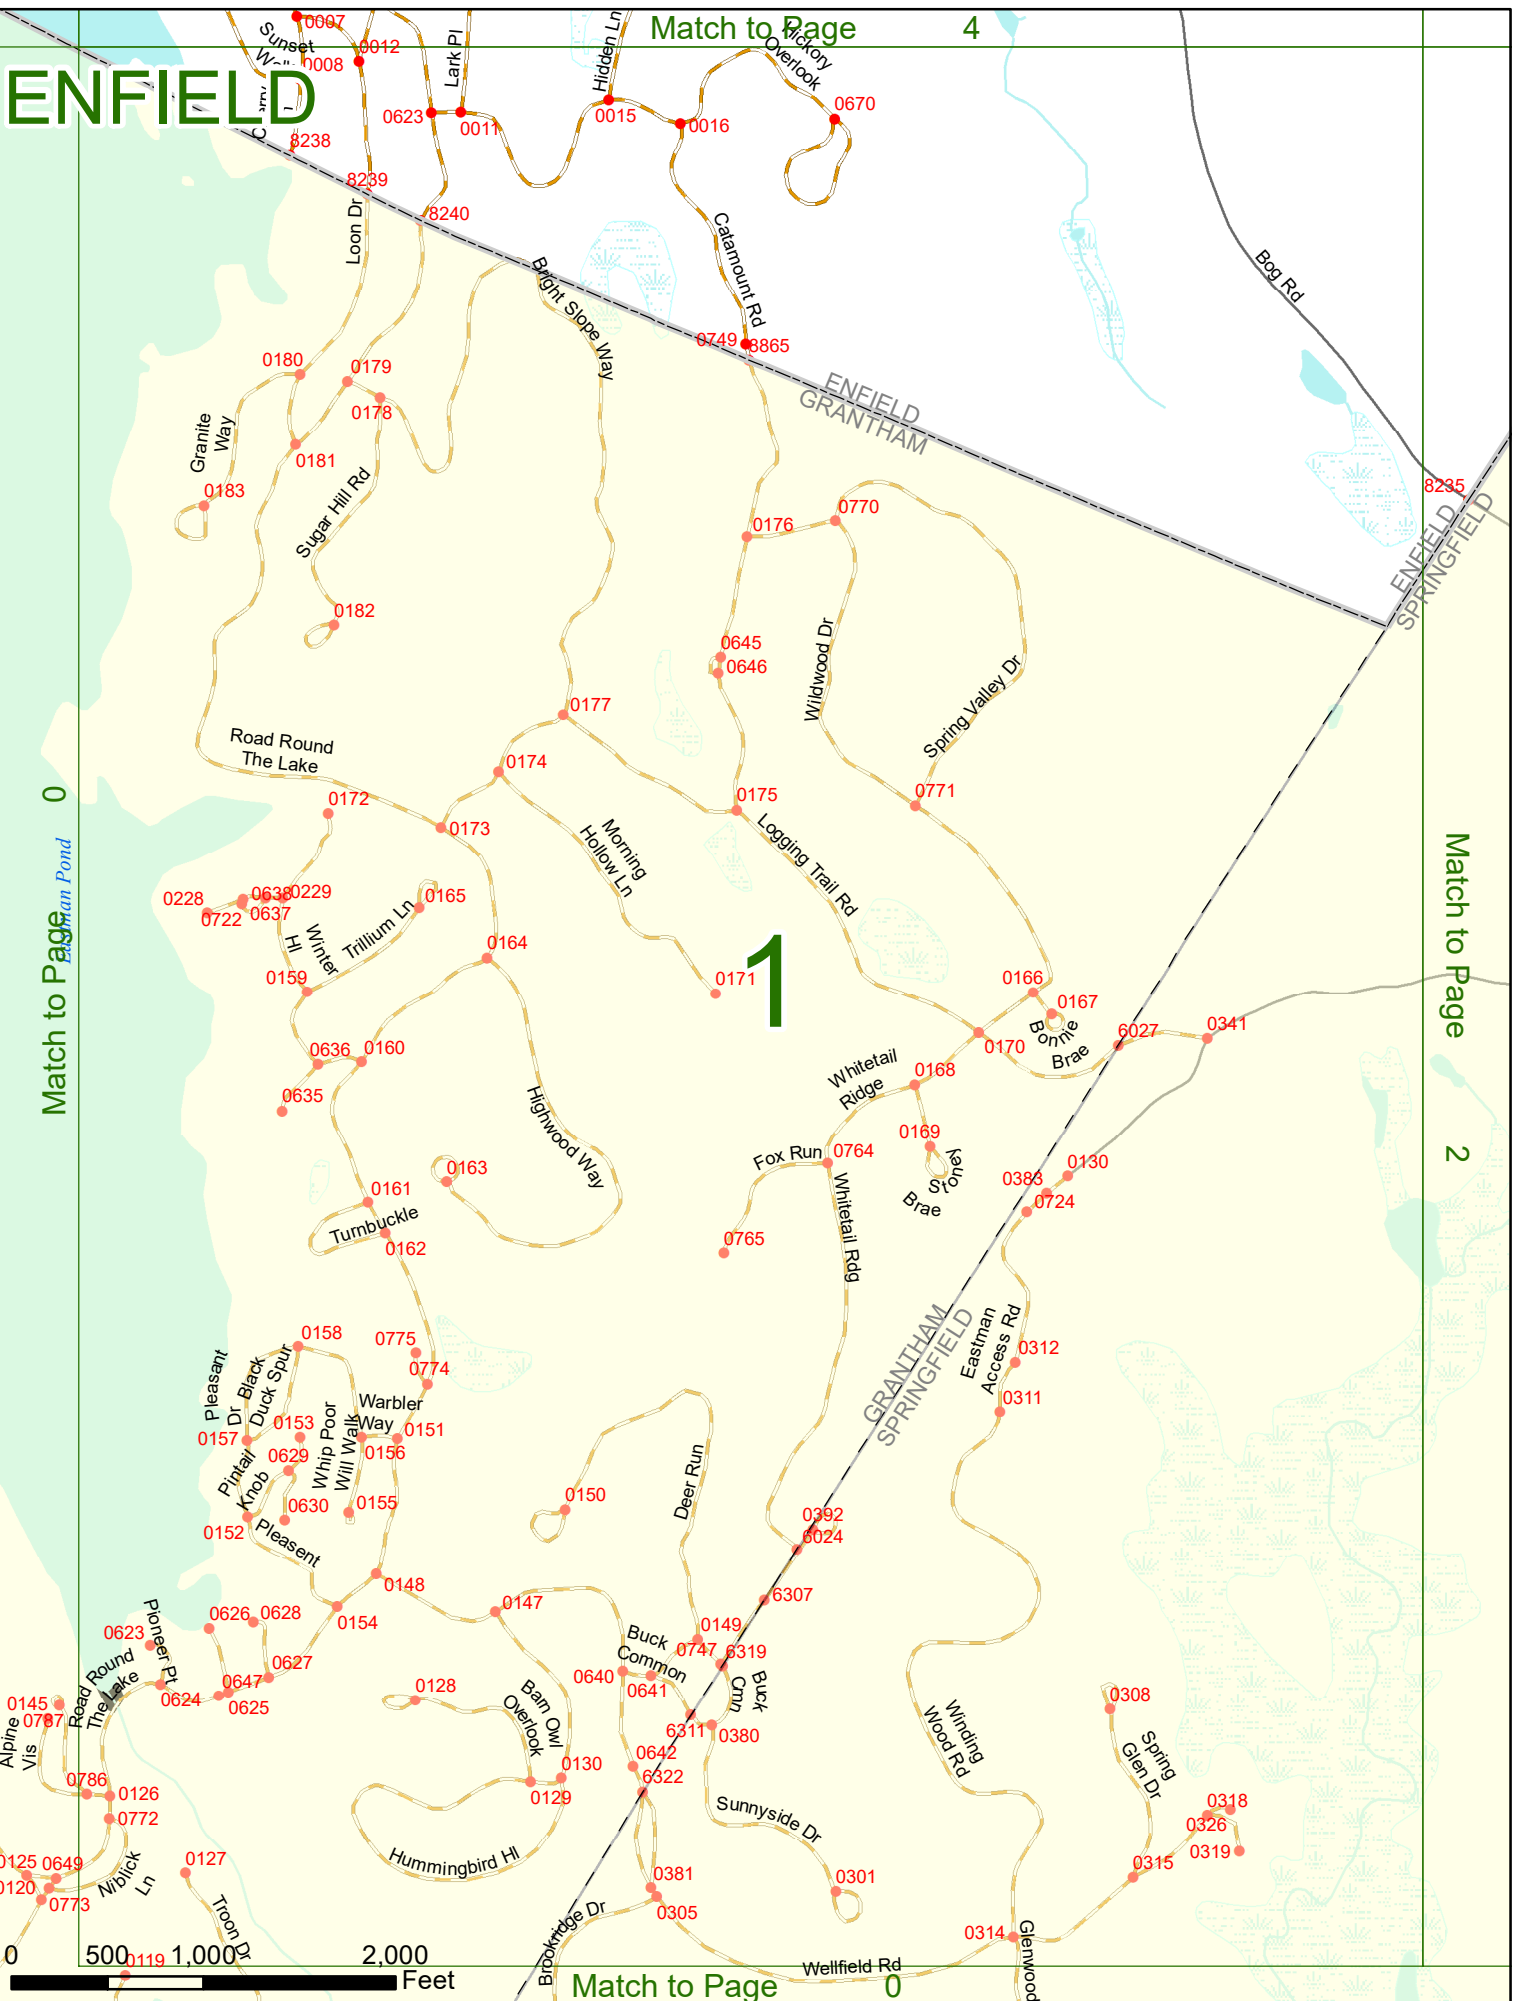 Match to Page 4
ENFIELD
0007
Sunset
0012
0008
Lark Pl
Hidden Ln
Hickory
Overlook
0623
0011
0015
0016
0670
8238
8239
8240
Loon Dr
Catamount Rd
Bright Slope Way
Bog Rd
0749
8865
ENFIELD
GRANTHAM
0180
0179
0178
Granite
Way
0181
0183
Sugar Hill Rd
8235
ENFIELD
SPRINGFIELD
0176
0770
0182
0645
0646
Wildwood Dr
Spring Valley Dr
0177
Road Round
The Lake
0174
0172
0173
0175
0771
Morning
Hollow Ln
Logging Trail Rd
Match to Page 0
Eastman Pond
Match to Page 2
0228
0722
0638
0637
0229
0165
Trillium Ln
Winter
Hl
0164
0159
0171
1
0166
0167
Bonnie
Brae
0170
6027
0341
0636
0160
0635
Whitetail
Ridge
0168
Highwood Way
Fox Run
0764
0169
Stoney
Brae
0163
0161
Turnbuckle
0162
0765
Whitetail Rdg
0383
0130
0724
GRANTHAM
SPRINGFIELD
Eastman
Access Rd
0312
0311
0158
0775
0774
Pleasant
Dr
Black
Duck Spur
Warbler
Way
0157
0153
0151
0156
Whip Poor
Will Walk
Pintail
Knob
0629
0630
0155
0152
Pleasent
0150
Deer Run
0392
6024
0148
0154
0147
6307
0626
0628
0623
Pioneer Pt
0149
Buck
Common
0747
6319
Buck
Cmn
0640
0641
0627
0647
0624
0625
Road Round
The Lake
0145
0787
Alpine
Vis
0128
Barn Owl
Overlook
6311
0380
0308
Winding
Wood Rd
Spring
Glen Dr
0642
6322
0130
0129
0786
0126
0772
Sunnyside Dr
0318
0326
0319
Hummingbird Hl
0125
0649
0120
0773
Niblick
Ln
0127
Troon Dr
0381
0305
0301
0315
Brookridge Dr
0314
Glenwood
Wellfield Rd
0119
0 500 1,000 2,000
Feet
Match to Page 0